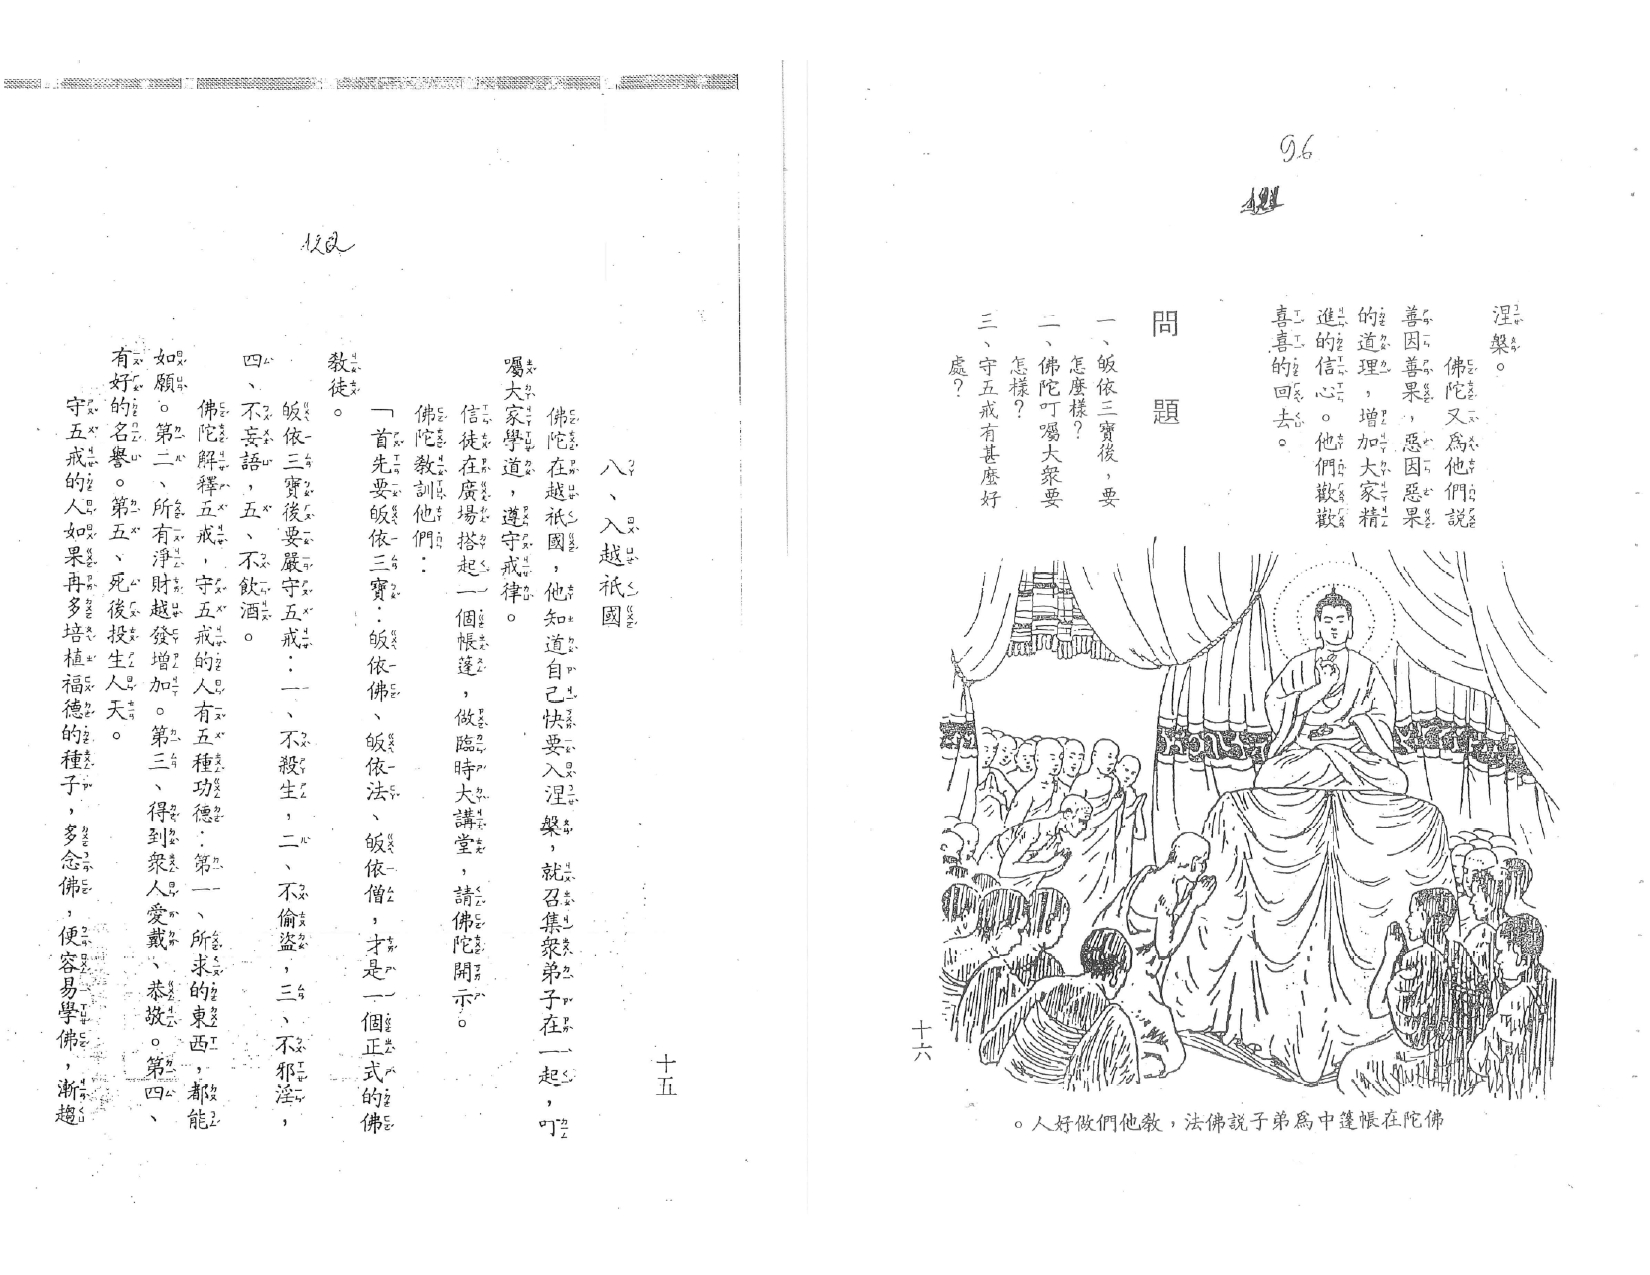 八、入越祇國
佛陀在越祇國，他知道自己快要入涅槃，就召集衆弟子在一起，叮
囑大家學道，遵守戒律。
信徒在廣場搭起一個帳蓬，做臨時大講堂，請佛陀開示。
佛陀教訓他們：
「首先要皈依三寶：皈依佛、皈依法、皈依僧，才是一個正式的佛
教徒。
皈依三寶後要嚴守五戒：一、不殺生，二、不偷盜，三、不邪淫，
四、不妄語，五、不飲酒。
佛陀解釋五戒，守五戒的人有五種功德：第一、所求的東西，都能
如願。第二、所有淨財越發增加。第三、得到衆人愛戴、恭敬。第四、
有好的名譽。第五、死後投生人天。
守五戒的人如果再多培植福德的種子，多念佛，便容易學佛，漸趨
十五
96
涅槃。
佛陀又爲他們說
善因善果，惡因惡果
的道理，增加大家精
進的信心。他們歡歡
喜喜的回去。
問題
一、皈依三寶後，要
怎麼樣？
二、佛陀叮囑大衆要
怎樣？
三、守五戒有甚麼好
處？
佛陀在帳蓬中爲弟子說佛法，教他們做好人。
十六